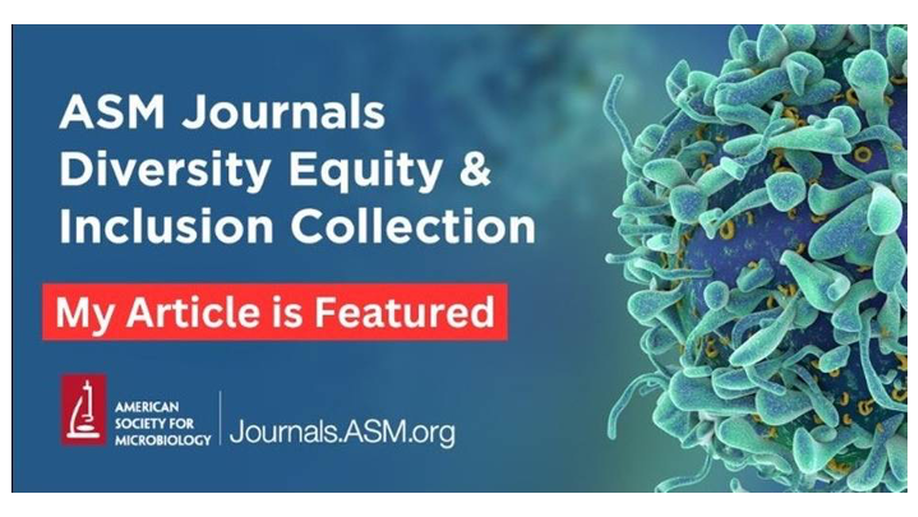 ASM Journals
Diversity Equity &
Inclusion Collection
My Article is Featured
AMERICAN
SOCIETY FOR
MICROBIOLOGY
Journals.ASM.org